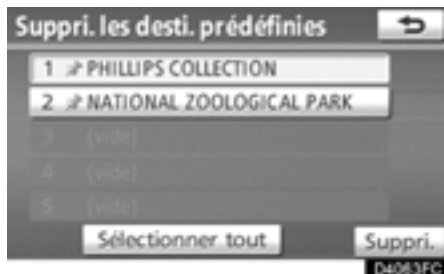 Suppri. les desti. prédéfinies
1 PHILLIPS COLLECTION
2 NATIONAL ZOOLOGICAL PARK
3 (vide)
4 (vide)
5 (vide)
Sélectionner tout
Suppri.
D4063FC